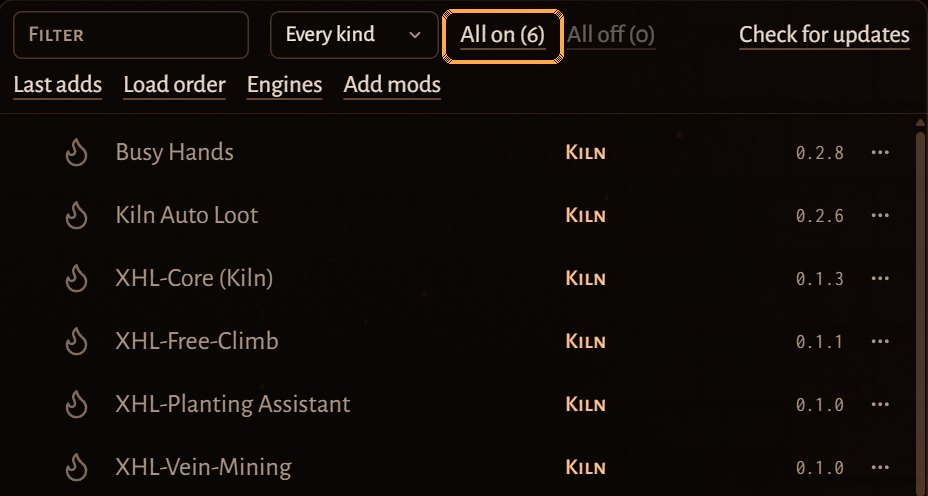 Filter Every kind All on (6) All off (0) Check for updates
Last adds Load order Engines Add mods
Busy Hands Kiln 0.2.8 ...
Kiln Auto Loot Kiln 0.2.6 ...
XHL-Core (Kiln) Kiln 0.1.3 ...
XHL-Free-Climb Kiln 0.1.1 ...
XHL-Planting Assistant Kiln 0.1.0 ...
XHL-Vein-Mining Kiln 0.1.0 ...